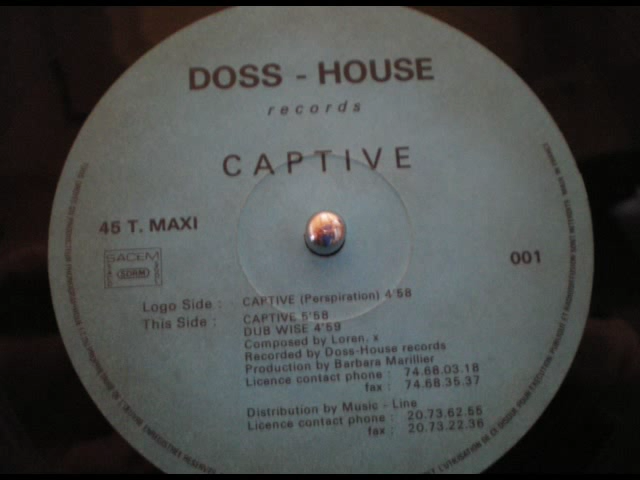 DOSS - HOUSE
records
CAPTIVE
45 T. MAXI
001
SACEM
SDRM
Logo Side : CAPTIVE (Perspiration) 4'58
This Side : CAPTIVE 5'58
DUB WISE 4'59
Composed by Loren. x
Recorded by Doss-House records
Production by Barbara Marillier
Licence contact phone : 74.68.03.18
fax : 74.68.35.37
Distribution by Music - Line
Licence contact phone : 20.73.62.55
fax : 20.73.22.36